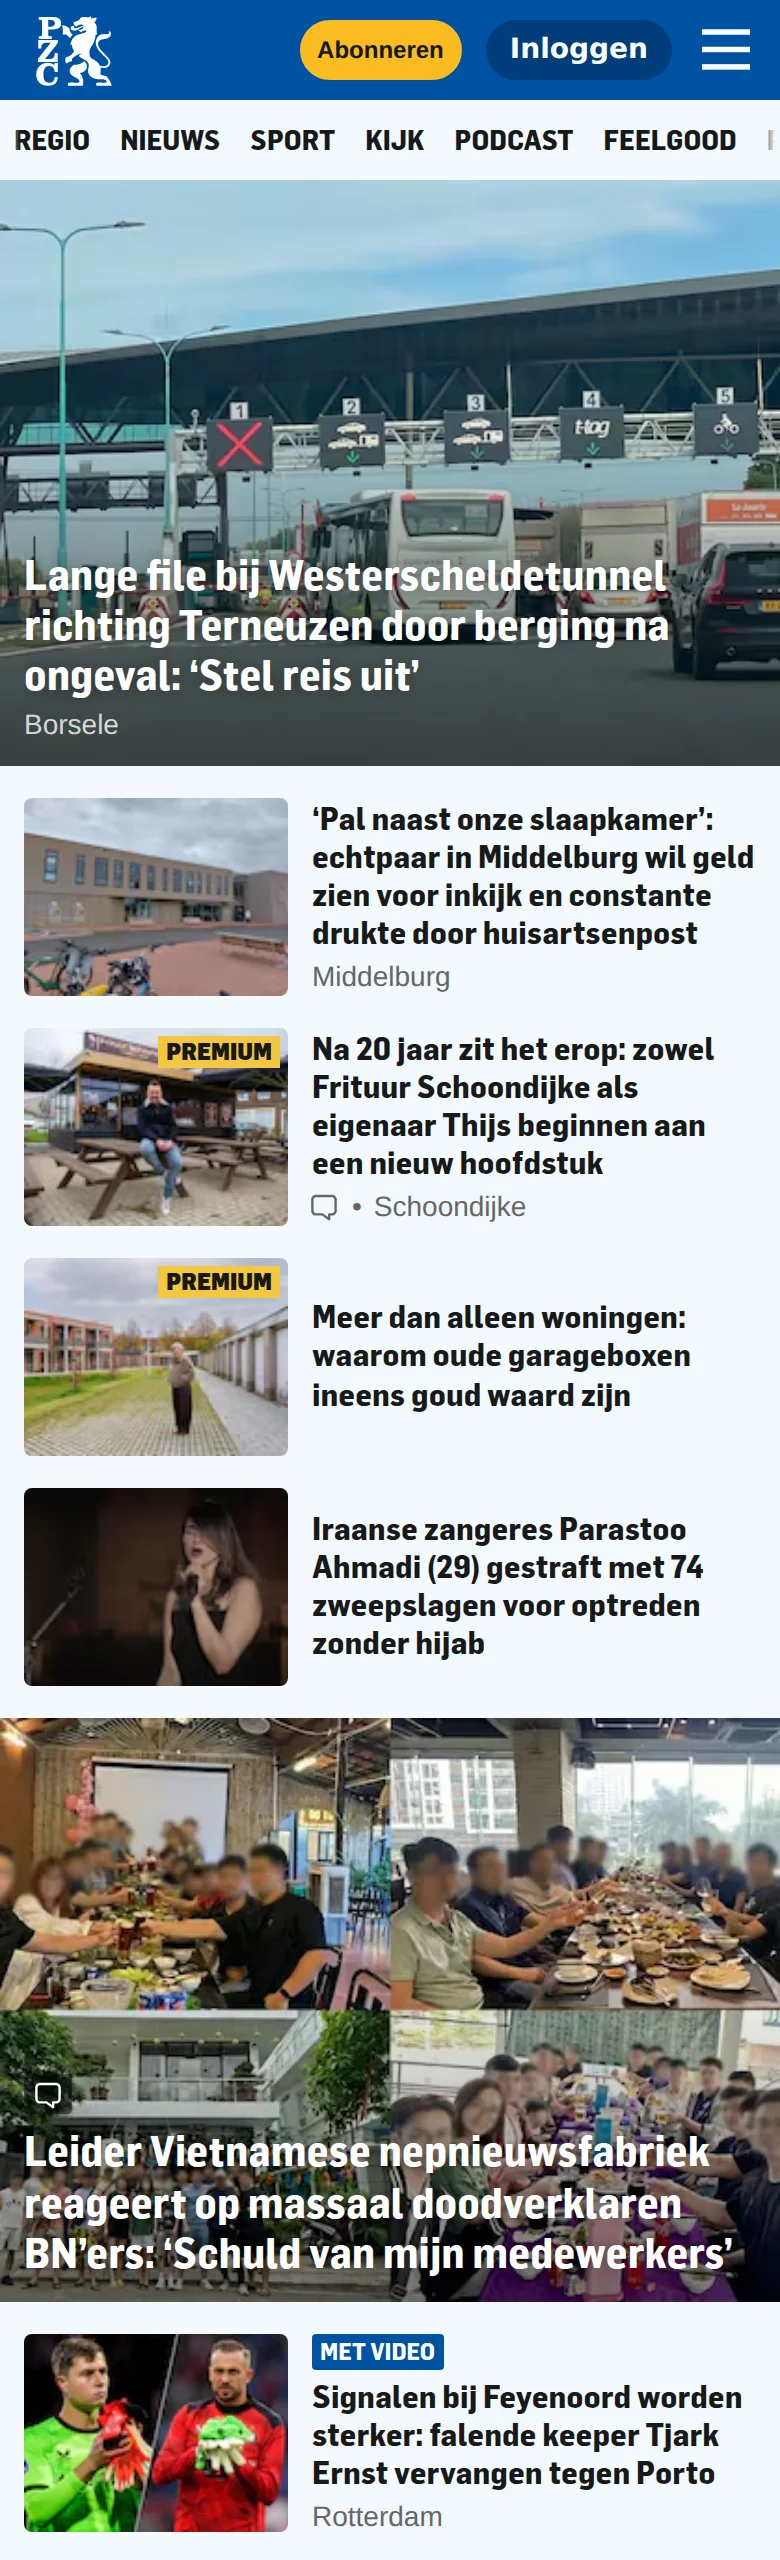 PZC
Abonneren
Inloggen
REGIO NIEUWS SPORT KIJK PODCAST FEELGOOD
1 2 3 4 5
t-tag
Lange file bij Westerscheldetunnel
richting Terneuzen door berging na
ongeval: ‘Stel reis uit’
Borsele
‘Pal naast onze slaapkamer’:
echtpaar in Middelburg wil geld
zien voor inkijk en constante
drukte door huisartsenpost
Middelburg
PREMIUM
Na 20 jaar zit het erop: zowel
Frituur Schoondijke als
eigenaar Thijs beginnen aan
een nieuw hoofdstuk
• Schoondijke
PREMIUM
Meer dan alleen woningen:
waarom oude garageboxen
ineens goud waard zijn
Iraanse zangeres Parastoo
Ahmadi (29) gestraft met 74
zweepslagen voor optreden
zonder hijab
Leider Vietnamese nepnieuwsfabriek
reageert op massaal doodverklaren
BN’ers: ‘Schuld van mijn medewerkers’
MET VIDEO
Signalen bij Feyenoord worden
sterker: falende keeper Tjark
Ernst vervangen tegen Porto
Rotterdam